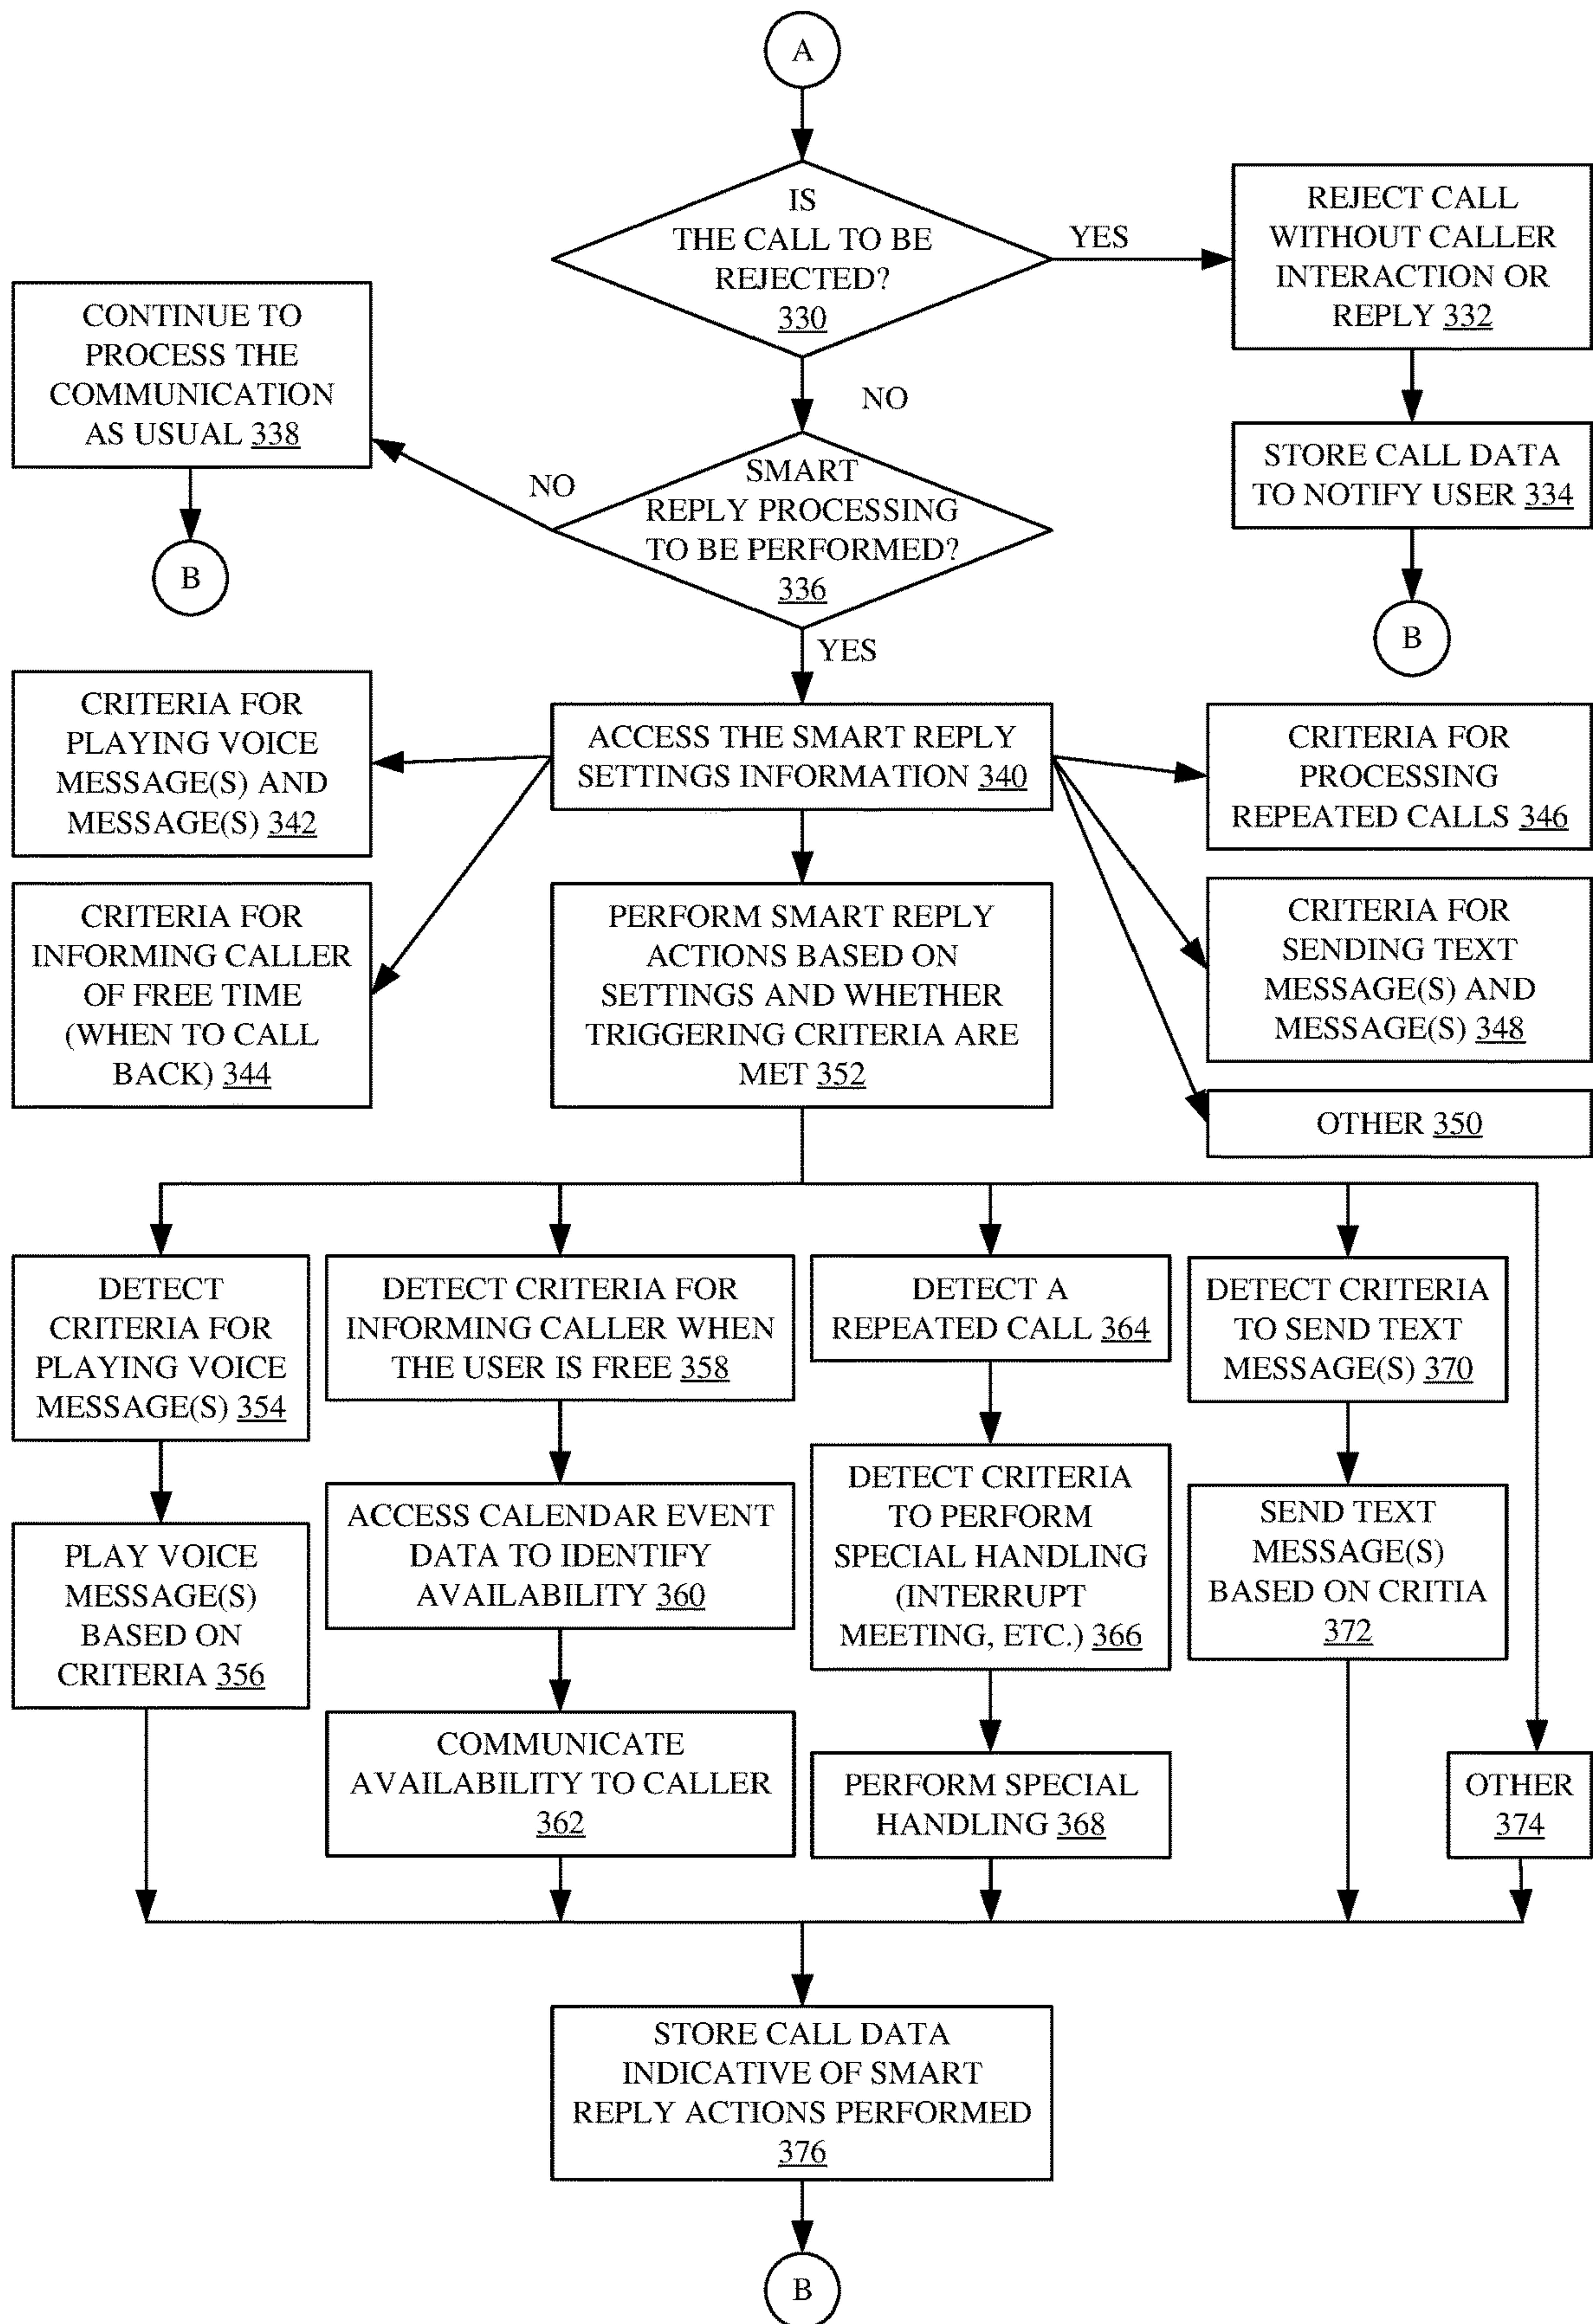 A
IS
THE CALL TO BE
REJECTED?
330
YES
REJECT CALL
WITHOUT CALLER
INTERACTION OR
REPLY 332
CONTINUE TO
PROCESS THE
COMMUNICATION
AS USUAL 338
NO
STORE CALL DATA
TO NOTIFY USER 334
NO
SMART
REPLY PROCESSING
TO BE PERFORMED?
336
B
B
YES
CRITERIA FOR
PLAYING VOICE
MESSAGE(S) AND
MESSAGE(S) 342
ACCESS THE SMART REPLY
SETTINGS INFORMATION 340
CRITERIA FOR
PROCESSING
REPEATED CALLS 346
CRITERIA FOR
INFORMING CALLER
OF FREE TIME
(WHEN TO CALL
BACK) 344
PERFORM SMART REPLY
ACTIONS BASED ON
SETTINGS AND WHETHER
TRIGGERING CRITERIA ARE
MET 352
CRITERIA FOR
SENDING TEXT
MESSAGE(S) AND
MESSAGE(S) 348
OTHER 350
DETECT
CRITERIA FOR
PLAYING VOICE
MESSAGE(S) 354
DETECT CRITERIA FOR
INFORMING CALLER WHEN
THE USER IS FREE 358
DETECT A
REPEATED CALL 364
DETECT CRITERIA
TO SEND TEXT
MESSAGE(S) 370
PLAY VOICE
MESSAGE(S)
BASED ON
CRITERIA 356
ACCESS CALENDAR EVENT
DATA TO IDENTIFY
AVAILABILITY 360
DETECT CRITERIA
TO PERFORM
SPECIAL HANDLING
(INTERRUPT
MEETING, ETC.) 366
SEND TEXT
MESSAGE(S)
BASED ON CRITIA
372
COMMUNICATE
AVAILABILITY TO CALLER
362
PERFORM SPECIAL
HANDLING 368
OTHER
374
STORE CALL DATA
INDICATIVE OF SMART
REPLY ACTIONS PERFORMED
376
B